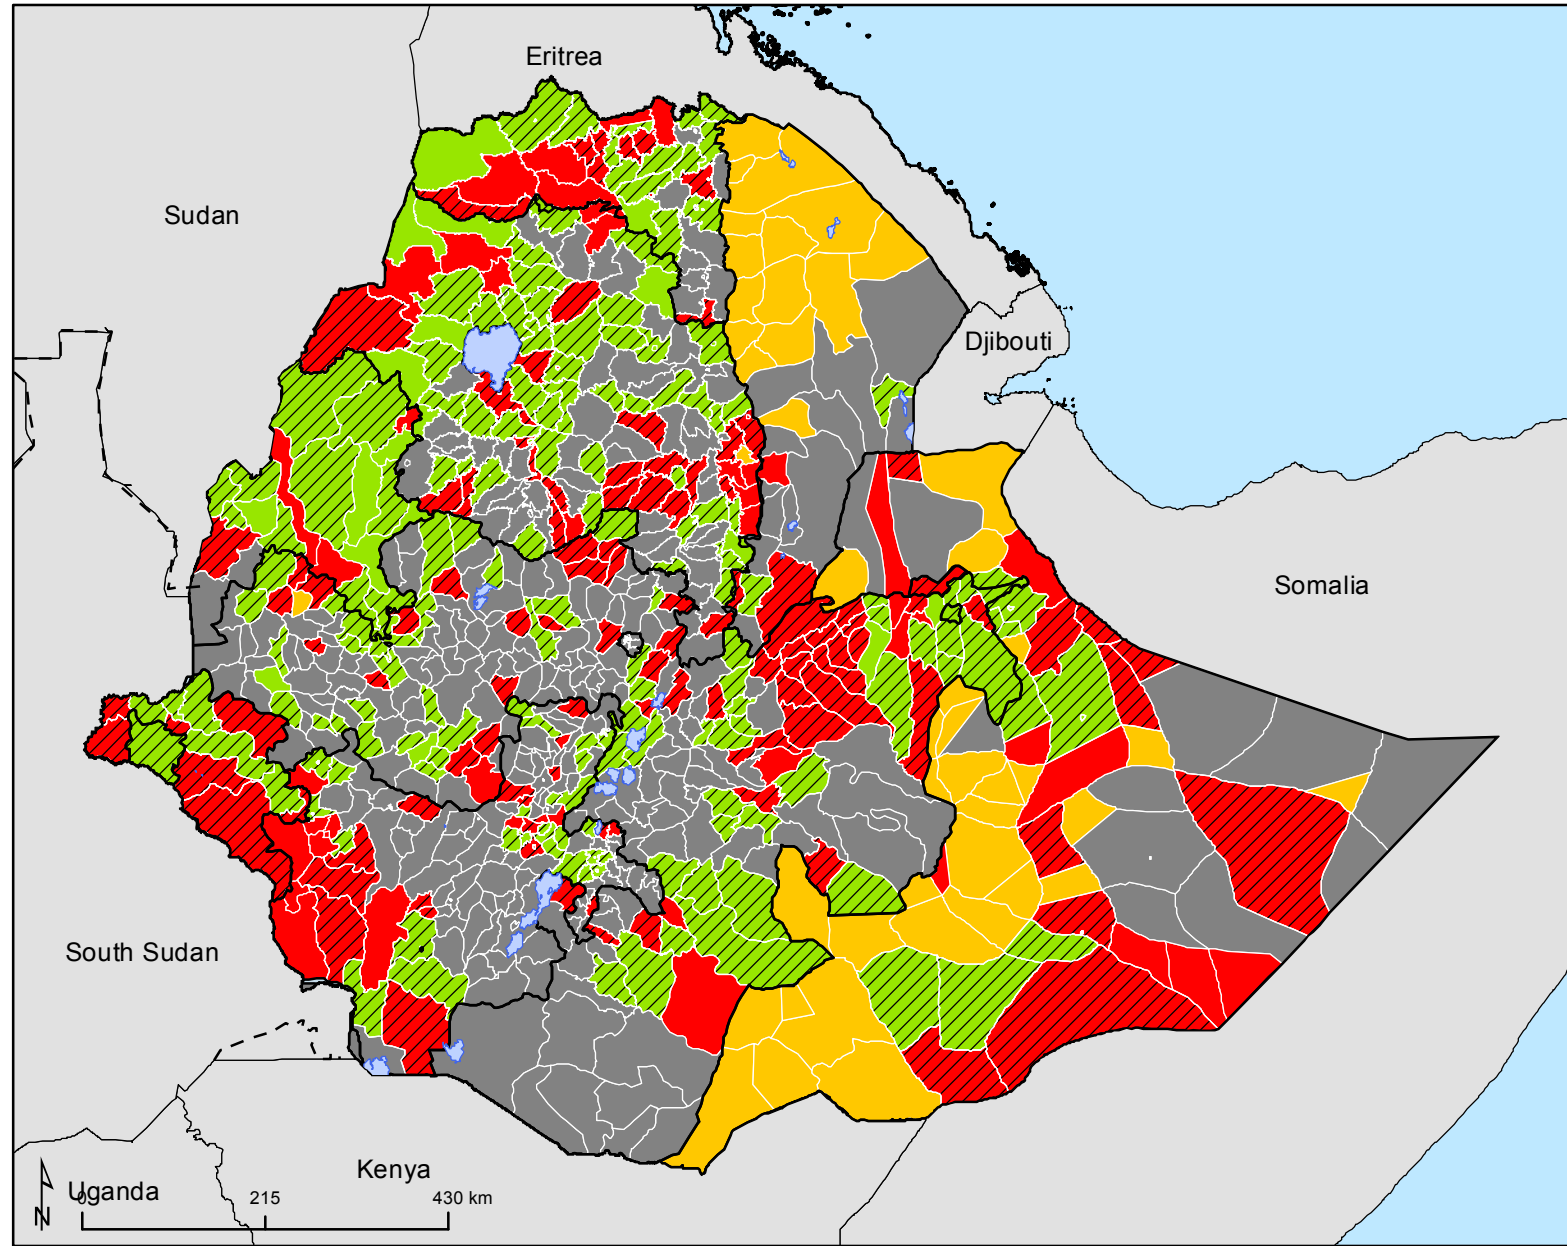 Eritrea
Sudan
Djibouti
Somalia
South Sudan
Kenya
Uganda
0 215 430 km
N